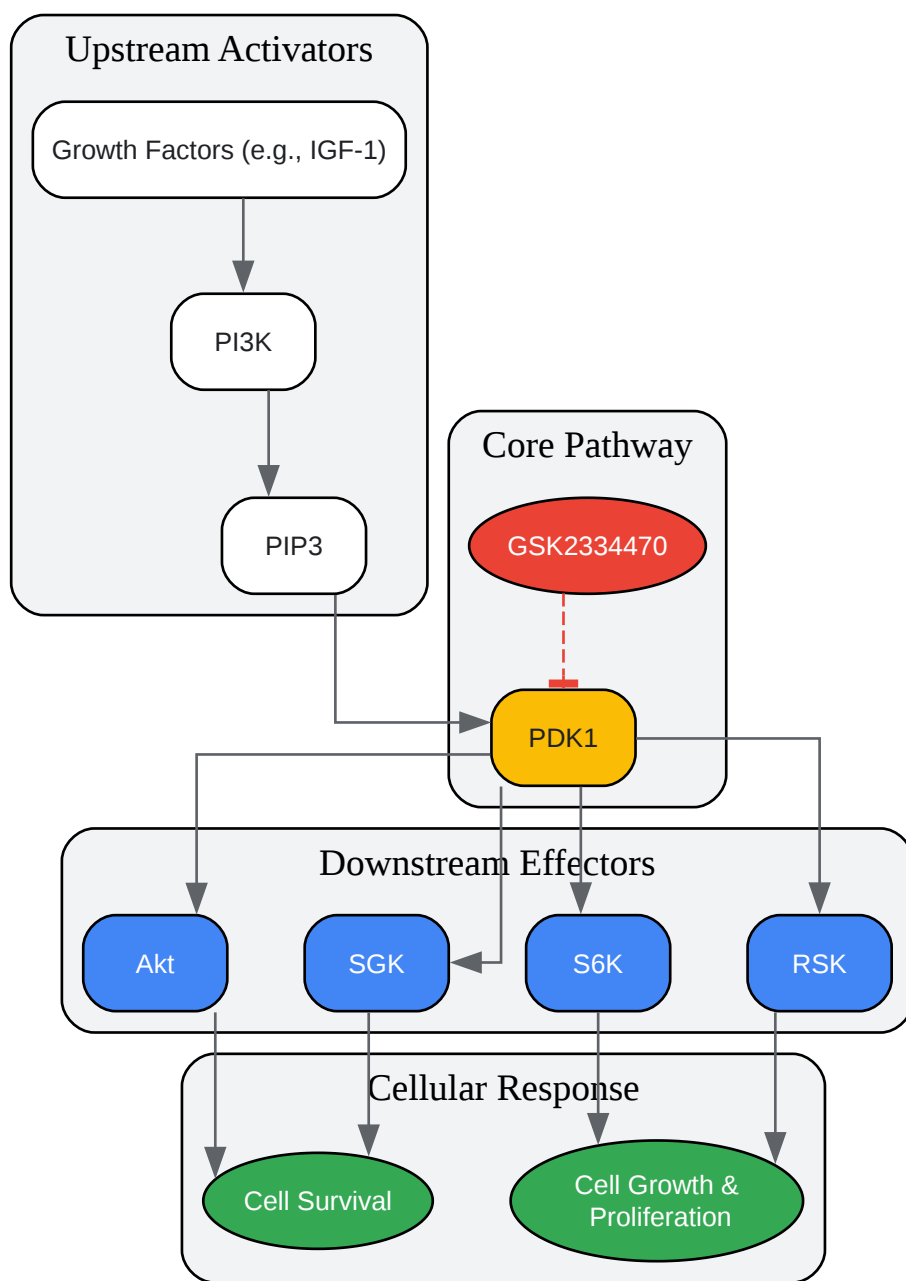 Upstream Activators
Growth Factors (e.g., IGF-1)
PI3K
PIP3
Core Pathway
GSK2334470
PDK1
Downstream Effectors
Akt
SGK
S6K
RSK
Cellular Response
Cell Survival
Cell Growth &
Proliferation